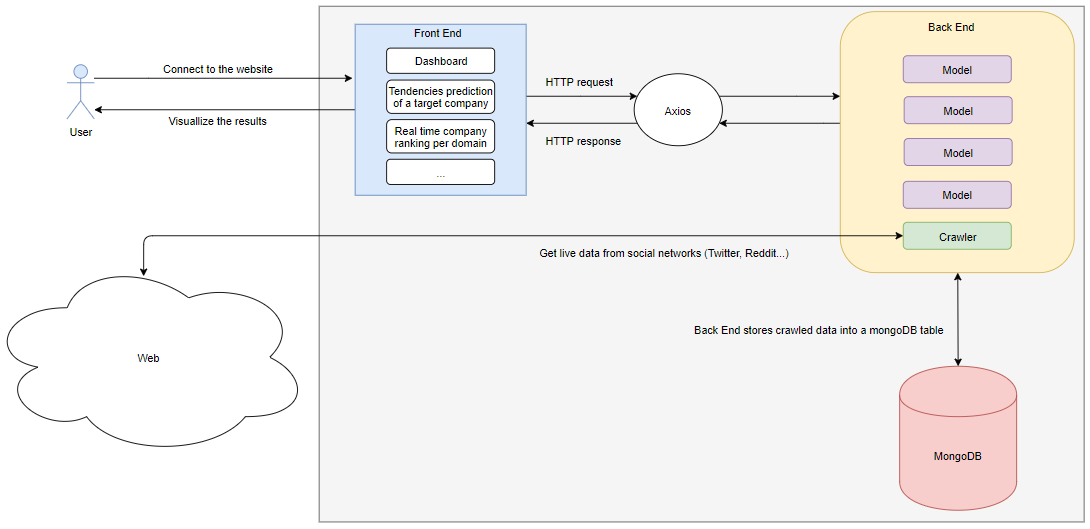 Front End
Back End
Dashboard
Tendencies prediction
of a target company
Real time company
ranking per domain
...
Connect to the website
Visuallize the results
User
HTTP request
HTTP response
Axios
Model
Model
Model
Model
Crawler
Get live data from social networks (Twitter, Reddit...)
Web
Back End stores crawled data into a mongoDB table
MongoDB